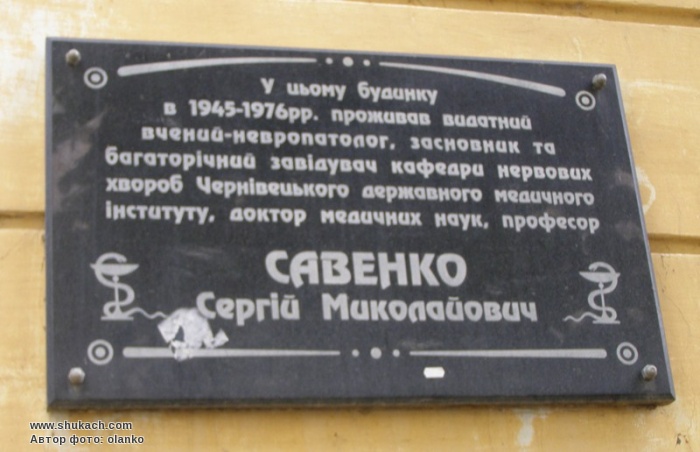 У цьому будинку
в 1945-1976рр. проживав видатний
вчений-невропатолог, засновник та
багаторічний завідувач кафедри нервових
хвороб Чернівецького державного медичного
інституту, доктор медичних наук, професор
САВЕНКО
Сергій Миколайович
www.shukach.com
Автор фото: olanko